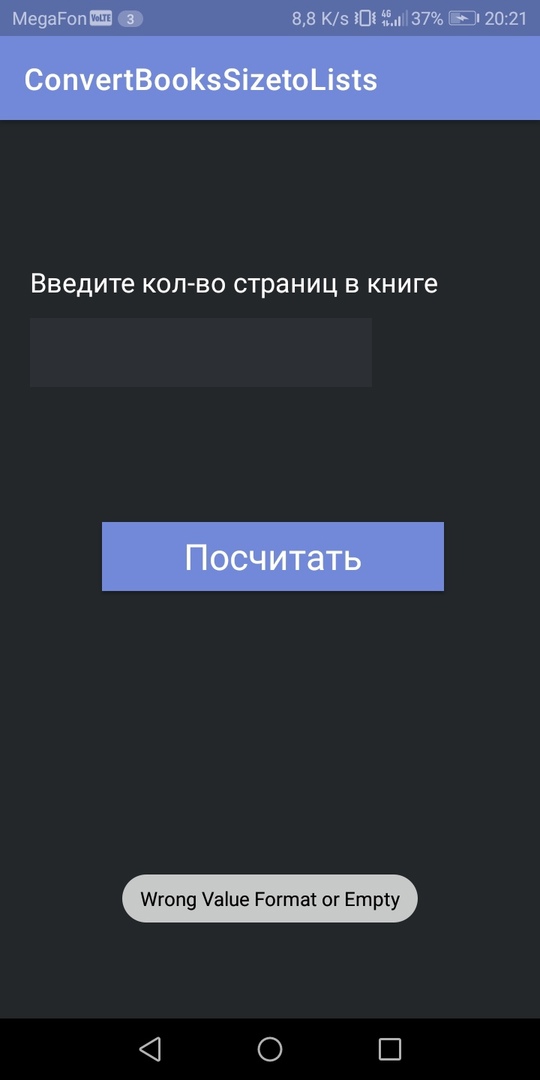 MegaFon VoLTE 3 8,8 K/s 4G 37% 20:21
ConvertBooksSizetoLists
Введите кол-во страниц в книге
Посчитать
Wrong Value Format or Empty